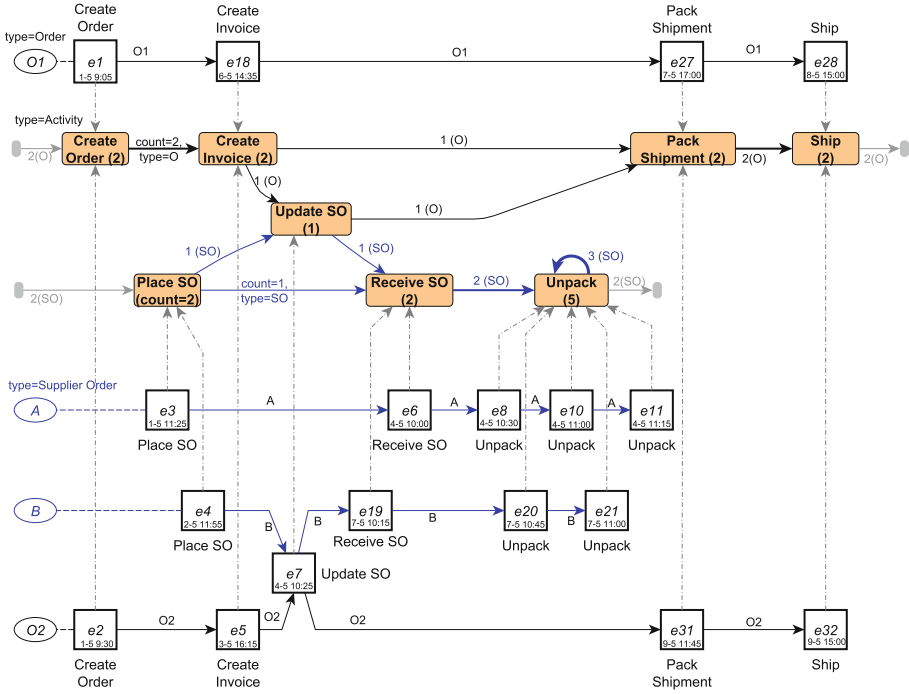 Create
Order
Create
Invoice
Pack
Shipment
Ship
type=Order
O1
e1
1-5 9:05
O1
e18
6-5 14:35
O1
e27
7-5 17:00
O1
e28
8-5 15:00
type=Activity
2(O)
Create
Order (2)
count=2,
type=O
Create
Invoice (2)
1 (O)
Pack
Shipment (2)
2(O)
Ship
(2)
2(O)
1 (O)
Update SO
(1)
1 (O)
1 (SO)
1 (SO)
2(SO)
Place SO
(count=2)
count=1,
type=SO
Receive SO
(2)
2 (SO)
3 (SO)
Unpack
(5)
2(SO)
type=Supplier Order
A
e3
1-5 11:25
A
e6
4-5 10:00
A
e8
4-5 10:30
A
e10
4-5 11:00
A
e11
4-5 11:15
Place SO
Receive SO
Unpack
Unpack
Unpack
B
e4
2-5 11:55
B
B
e19
7-5 10:15
B
e20
7-5 10:45
B
e21
7-5 11:00
Place SO
Receive SO
Unpack
Unpack
e7
4-5 10:25
Update SO
O2
e2
1-5 9:30
O2
e5
3-5 16:15
O2
O2
e31
9-5 11:45
O2
e32
9-5 15:00
Create
Order
Create
Invoice
Pack
Shipment
Ship